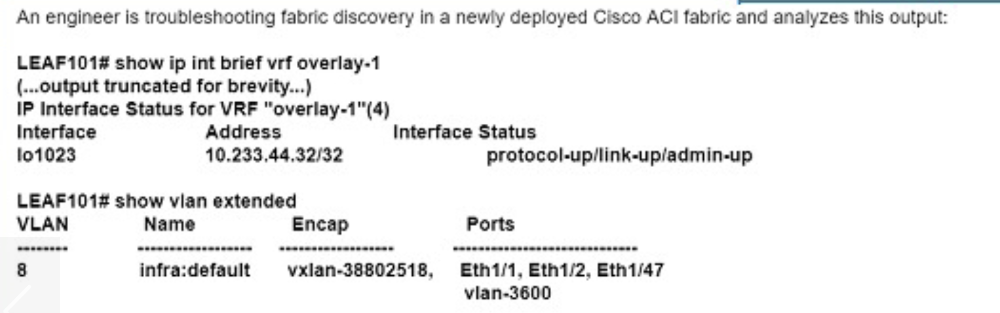 An engineer is troubleshooting fabric discovery in a newly deployed Cisco ACI fabric and analyzes this output:
LEAF101# show ip int brief vrf overlay-1
(...output truncated for brevity...)
IP Interface Status for VRF "overlay-1"(4)
Interface Address Interface Status
lo1023 10.233.44.32/32 protocol-up/link-up/admin-up
LEAF101# show vlan extended
VLAN Name Encap Ports
-------- ------------------ ------------------ -----------------------------
8 infra:default vxlan-38802518, Eth1/1, Eth1/2, Eth1/47
vlan-3600